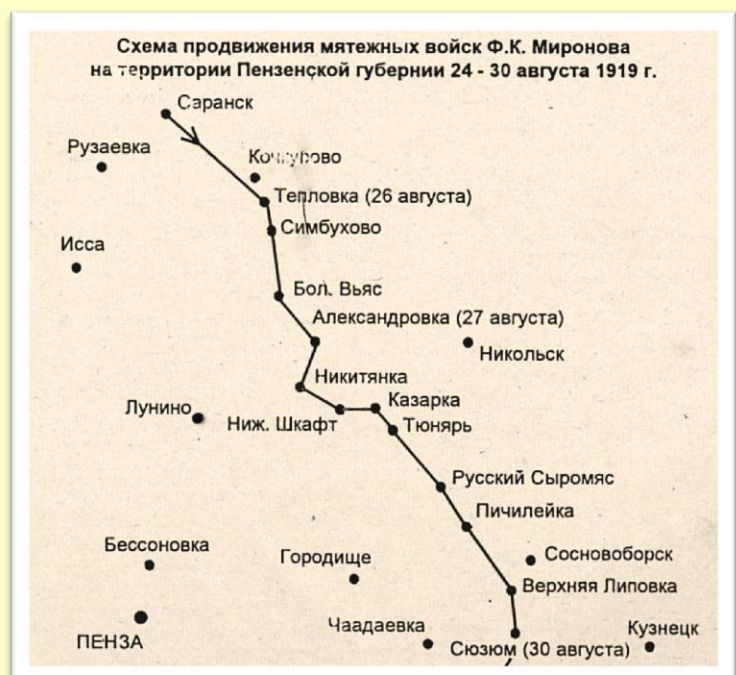 Схема продвижения мятежных войск Ф.К. Миронова
на территории Пензенской губернии 24 - 30 августа 1919 г.
Саранск
Рузаевка
Кочкурово
Тепловка (26 августа)
Симбухово
Исса
Бол. Вьяс
Александровка (27 августа)
Никольск
Никитянка
Казарка
Лунино
Ниж. Шкафт
Тюнярь
Русский Сыромяс
Пичилейка
Бессоновка
Городище
Сосновоборск
Верхняя Липовка
ПЕНЗА
Чаадаевка
Кузнецк
Сюзюм (30 августа)